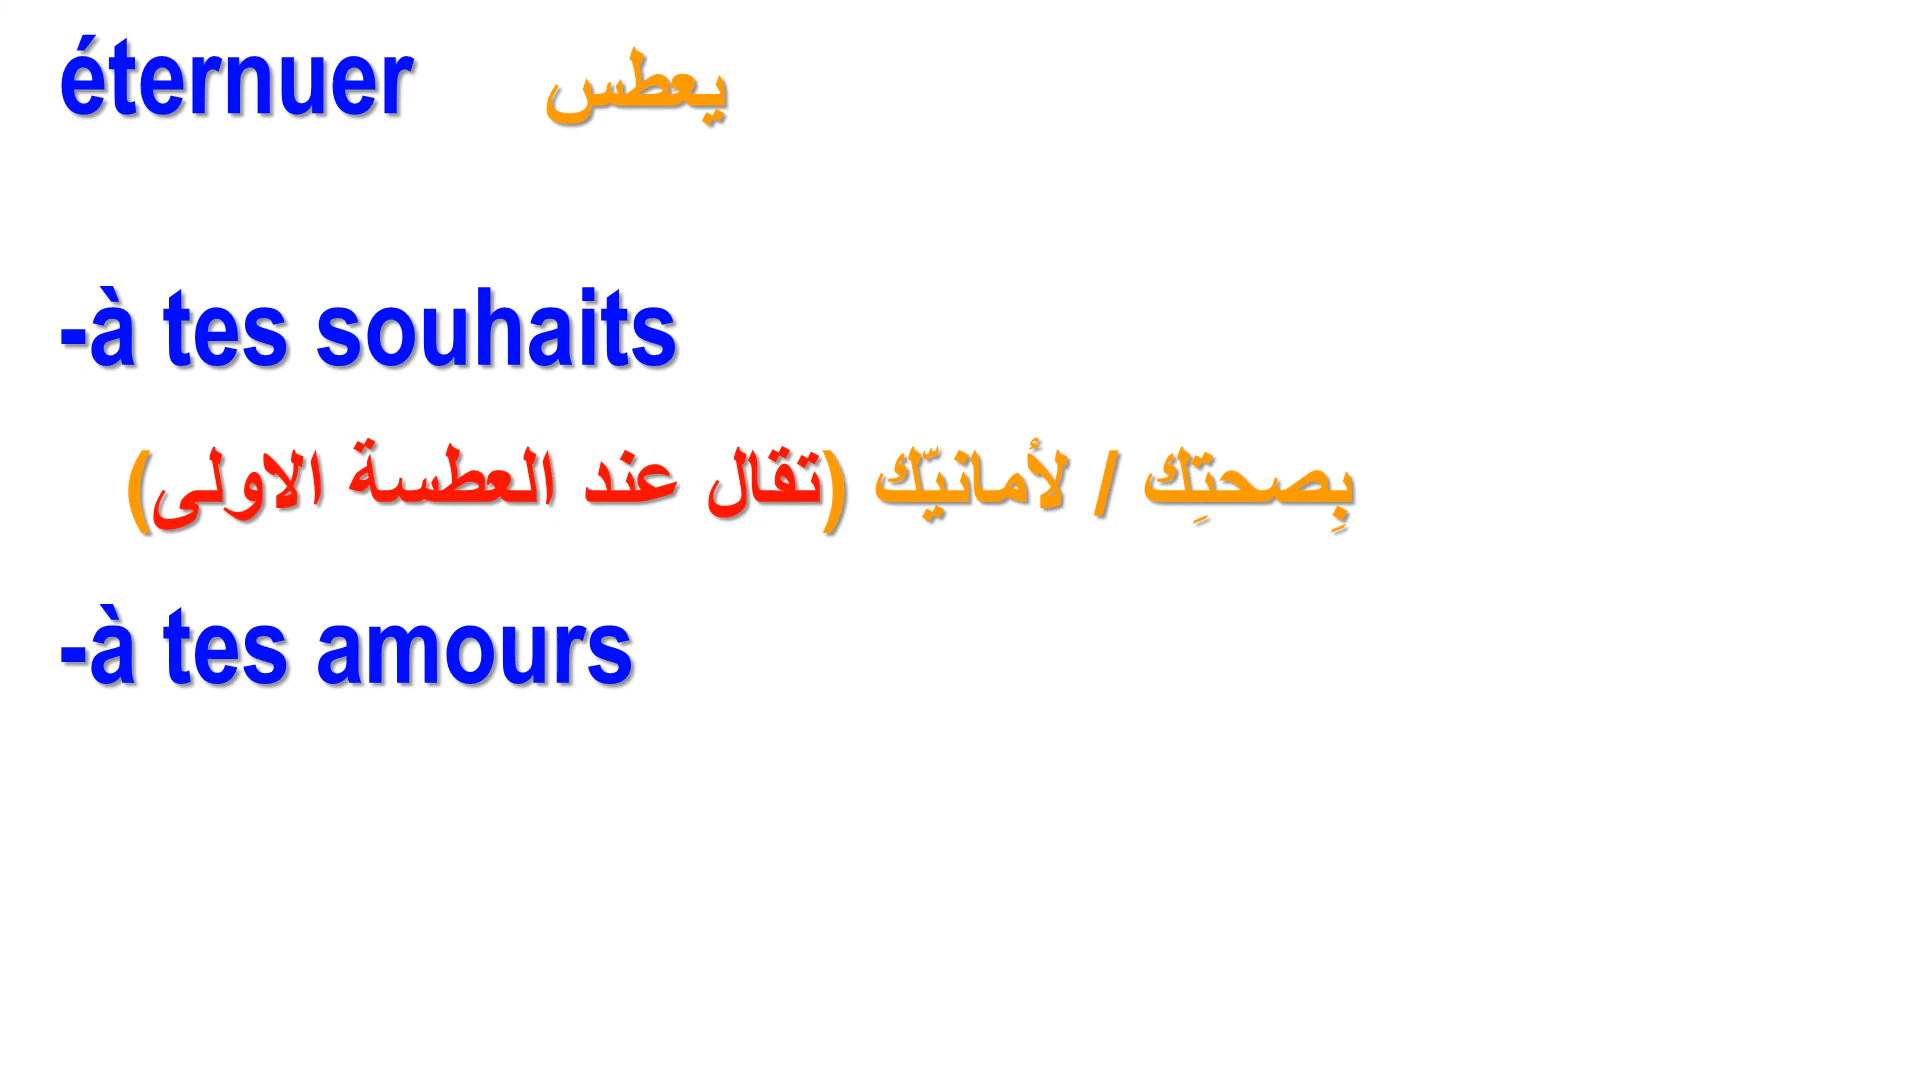 éternuer يعطس
-à tes souhaits
بِصحتِك / لأمانيّك (تقال عند العطسة الاولى)
-à tes amours